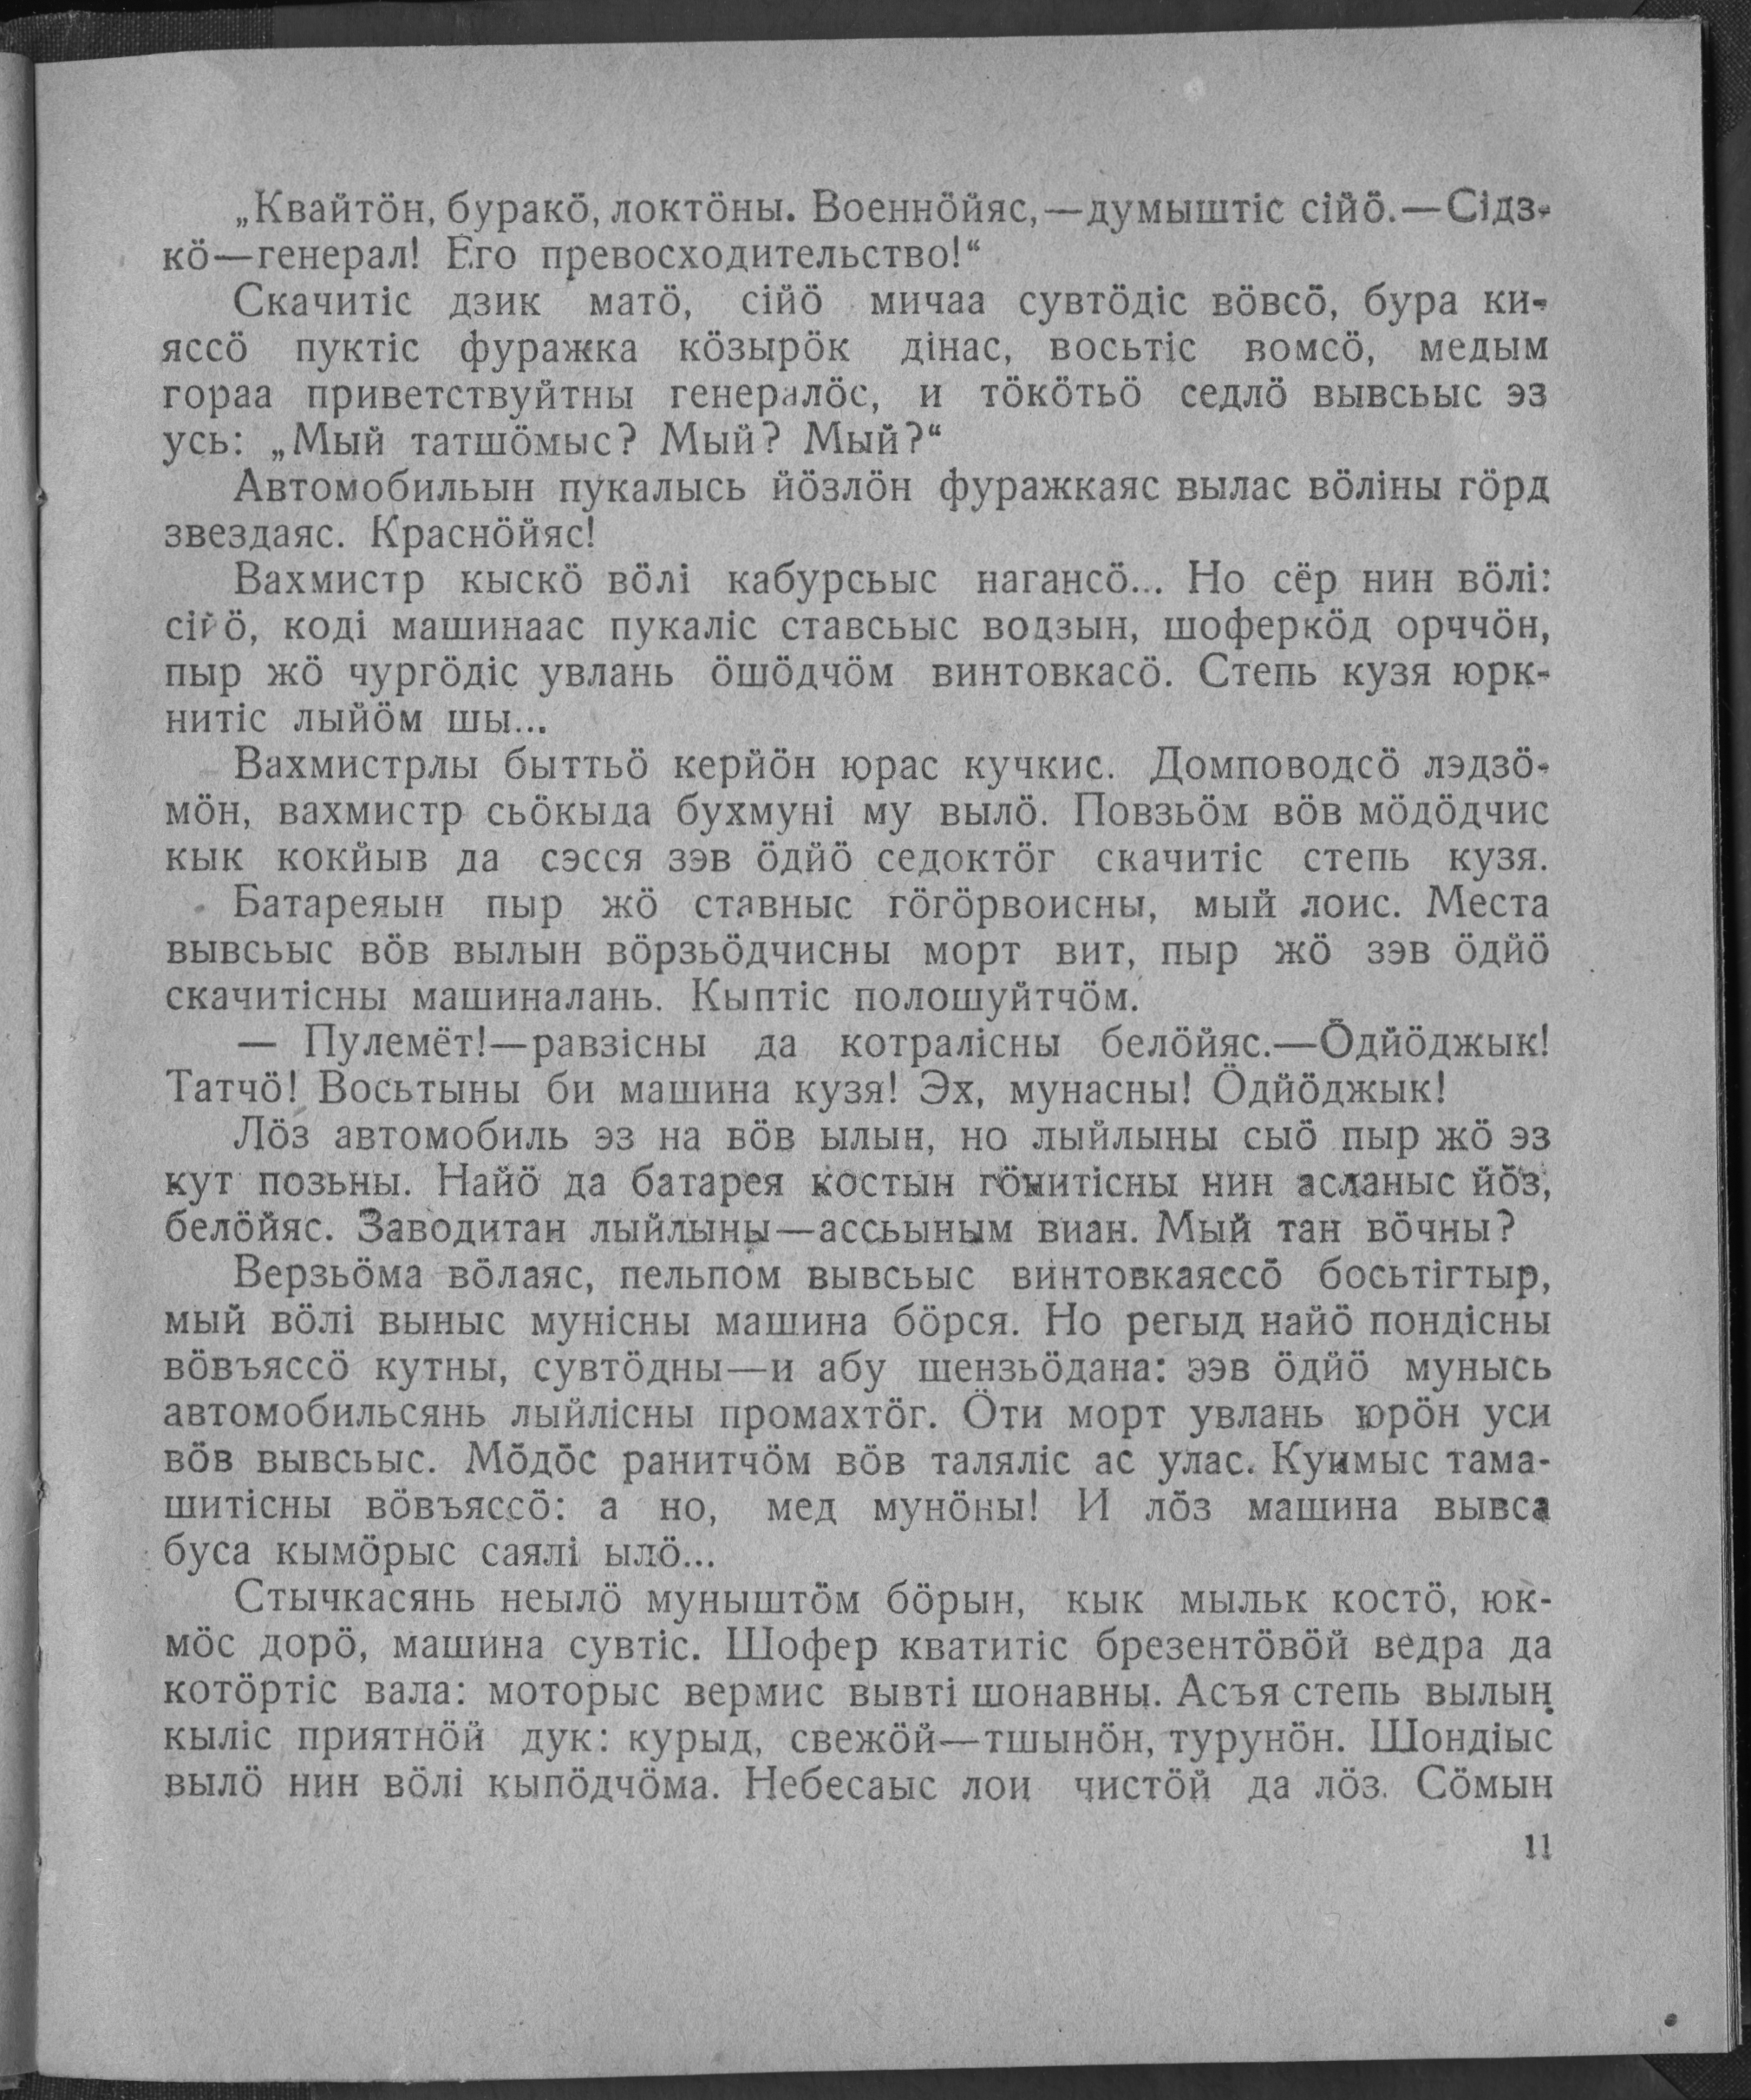 „Квайтӧн, буракӧ, локтӧны. Военнӧйяс,—думыштіс сійӧ.—Сідз-
кӧ—генерал! Его превосходительство!“
Скачитіс дзик матӧ, сійӧ мичаа сувтӧдіс вӧвсӧ, бура ки-
яссӧ пуктіс фуражка кӧзырӧк дінас, восьтіс вомсӧ, медым
гораа приветствуйтны генералӧс, и тӧкӧтьӧ седлӧ вывсьыс эз
усь: „Мый татшӧмыс? Мый? Мый?“
Автомобильын пукалысь йӧзлӧн фуражкаяс вылас вӧліны гӧрд
звездаяс. Краснӧйяс!
Вахмистр кыскӧ вӧлі кабурсьыс нагансӧ... Но сёр нин вӧлі:
сійӧ, коді машинаас пукаліс ставсьыс водзын, шоферкӧд орччӧн,
пыр жӧ чургӧдіс увлань ӧшӧдчӧм винтовкасӧ. Степь кузя юрк-
нитіс лыйӧм шы...
Вахмистрлы быттьӧ керйӧн юрас кучкис. Домповодсӧ лэдзӧ-
мӧн, вахмистр сьӧкыда бухмуні му вылӧ. Повзьӧм вӧв мӧдӧдчис
кык кокйыв да сэсся зэв ӧдйӧ седоктӧг скачитіс степь кузя.
Батареяын пыр жӧ ставныс гӧгӧрвоисны, мый лоис. Места
вывсьыс вӧв вылын вӧрзьӧдчисны морт вит, пыр жӧ зэв ӧдйӧ
скачитісны машиналань. Кыптіс полошуйтчӧм.
— Пулемёт!—равзісны да котралісны белӧйяс.—Ӧдйӧджык!
Татчӧ! Восьтыны би машина кузя! Эх, мунасны! Ӧдйӧджык!
Лӧз автомобиль эз на вӧв ылын, но лыйлыны сыӧ пыр жӧ эз
кут позьны. Найӧ да батарея костын гӧнитісны нин асланыс йӧз,
белӧйяс. Заводитан лыйлыны—ассьыным виан. Мый тан вӧчны?
Верзьӧма вӧлаяс, пельпом вывсьыс винтовкаяссӧ босьтігтыр,
мый вӧлі выныс мунісны машина бӧрся. Но регыд найӧ пондісны
вӧвъяссӧ кутны, сувтӧдны—и абу шензьӧдана: ээв ӧдйӧ мунысь
автомобильсянь лыйлісны промахтӧг. Ӧти морт увлань юрӧн уси
вӧв вывсьыс. Мӧдӧс ранитчӧм вӧв таляліс ас улас. Куимыс тама-
шитісны вӧвъяссӧ: а но, мед мунӧны! И лӧз машина вывса
буса кымӧрыс саялі ылӧ...
Стычкасянь неылӧ муныштӧм бӧрын, кык мыльк костӧ, юк-
мӧс дорӧ, машина сувтіс. Шофер кватитіс брезентӧвӧй ведра да
котӧртіс вала: моторыс вермис вывті шонавны. Асъя степь вылын
кыліс приятнӧй дук: курыд, свежӧй—тшынӧн, турунӧн. Шондіыс
вылӧ нин вӧлі кыпӧдчӧма. Небесаыс лои чистӧй да лӧз. Сӧмын
11